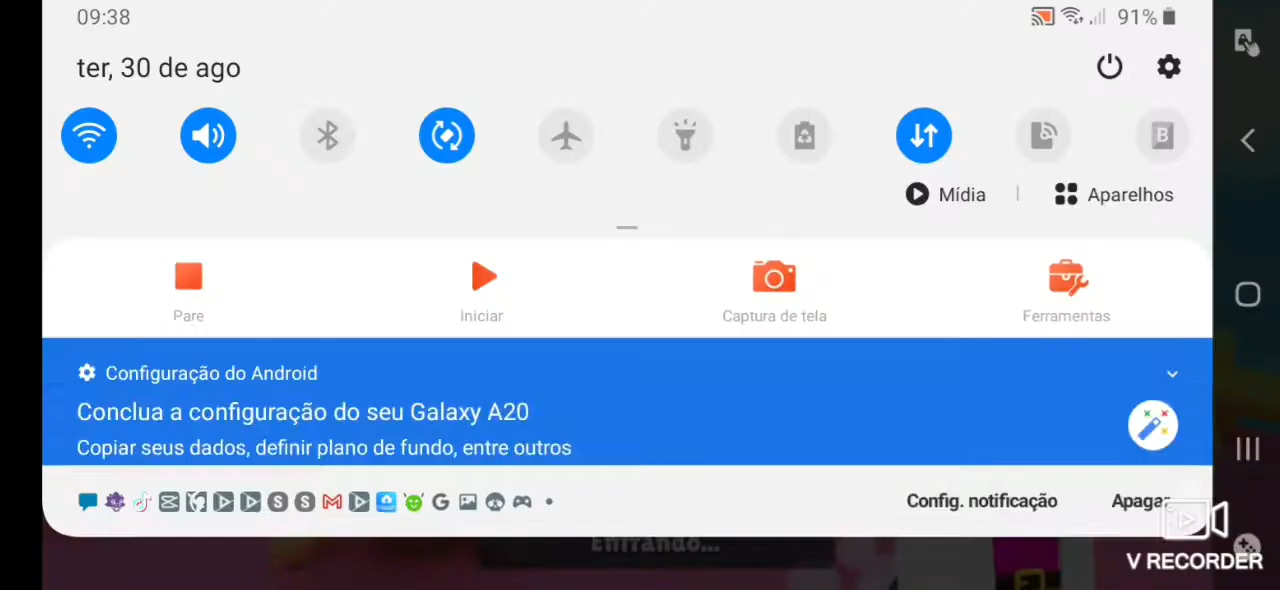 09:38
91%
ter, 30 de ago
B
Mídia | Aparelhos
Pare
Iniciar
Captura de tela
Ferramentas
Configuração do Android
Conclua a configuração do seu Galaxy A20
Copiar seus dados, definir plano de fundo, entre outros
S S G
Config. notificação
Apagar
Entrando...
V RECORDER